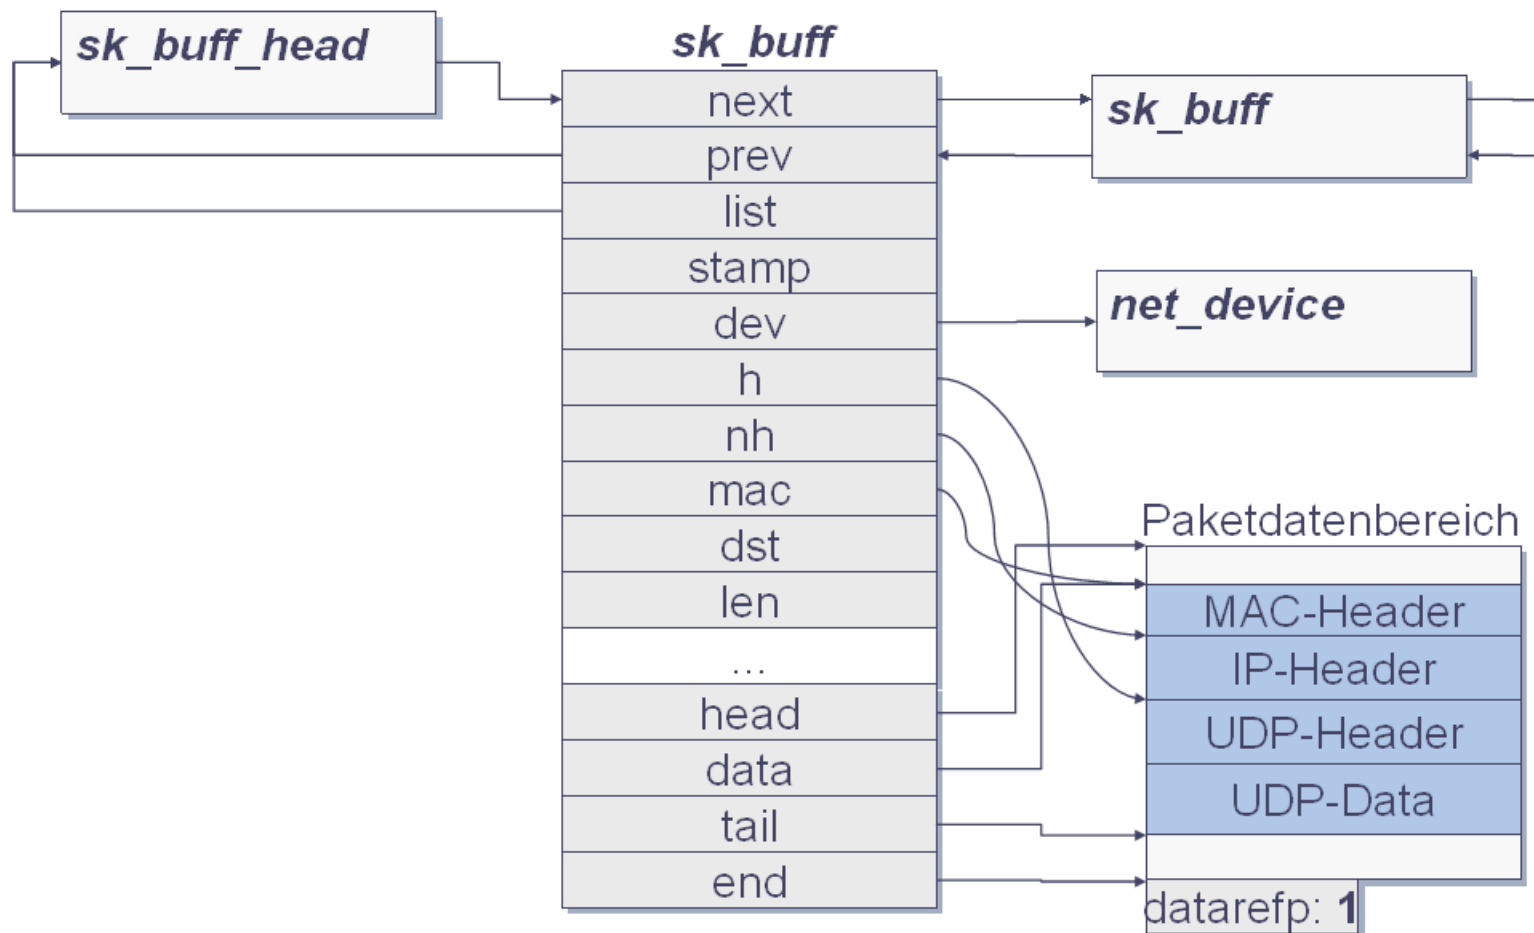 sk_buff_head
sk_buff
next
prev
list
stamp
dev
h
nh
mac
dst
len
...
head
data
tail
end
sk_buff
net_device
Paketdatenbereich
MAC-Header
IP-Header
UDP-Header
UDP-Data
datarefp: 1